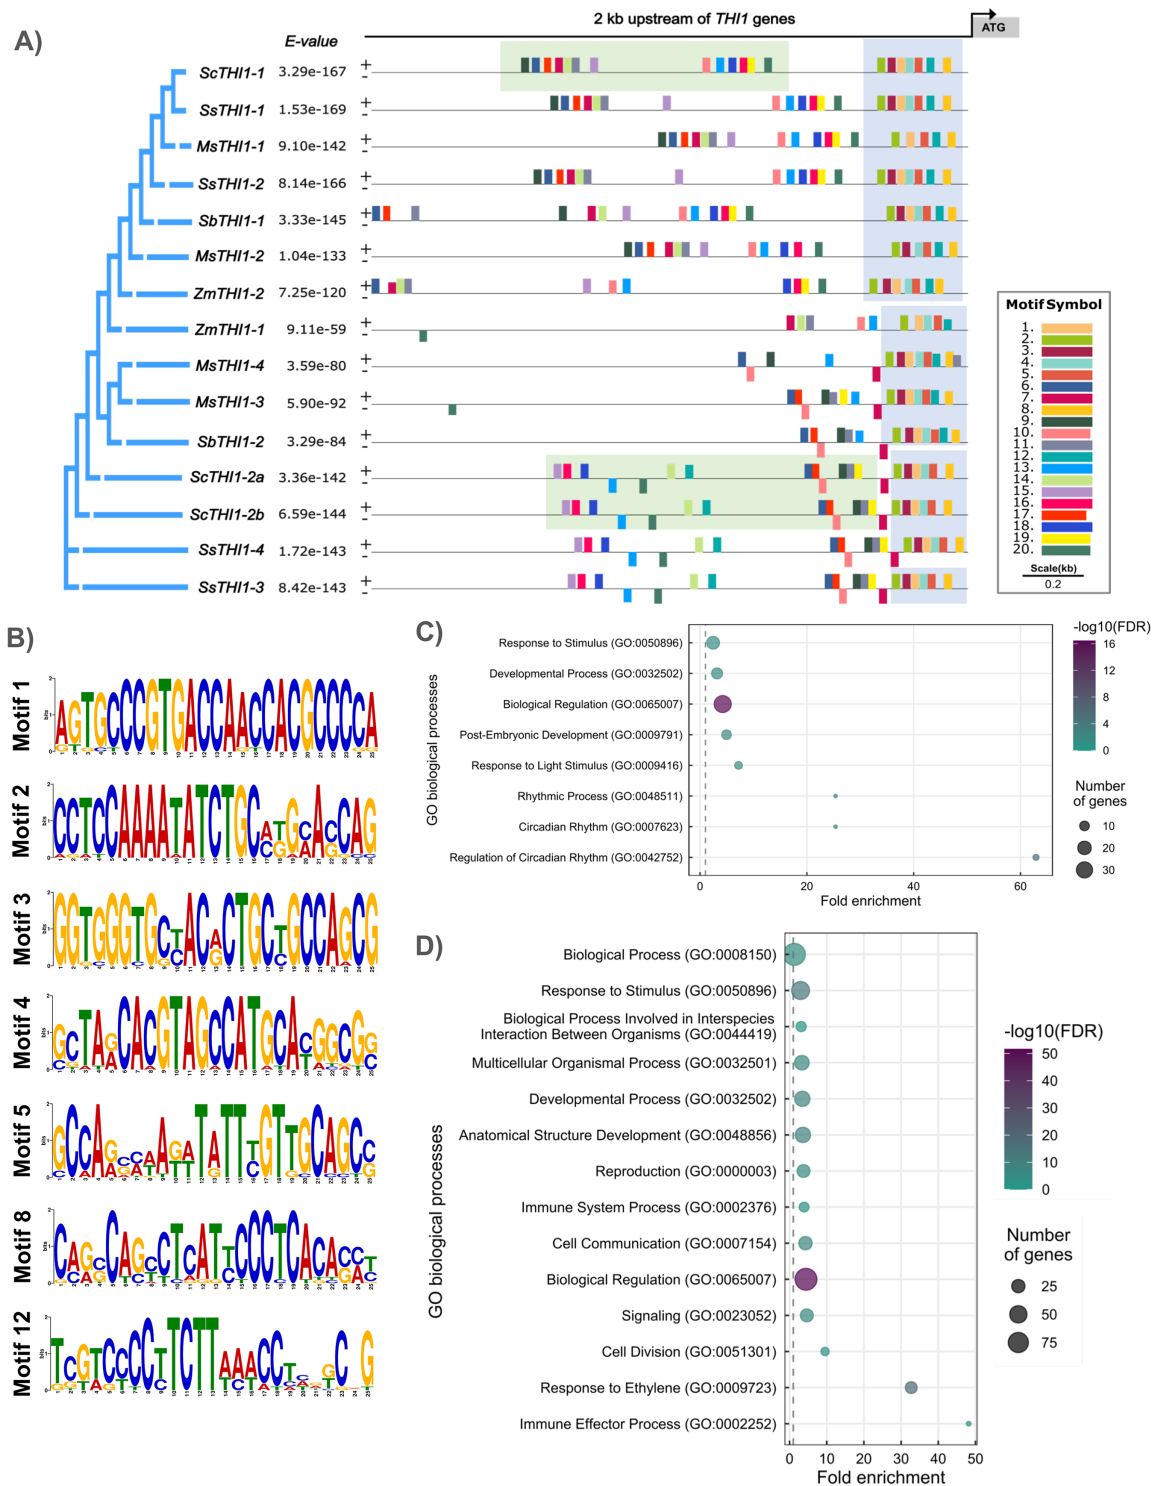 A)
2 kb upstream of THI1 genes
ATG
E-value
ScTHI1-1 3.29e-167 + -
SsTHI1-1 1.53e-169 + -
MsTHI1-1 9.10e-142 + -
SsTHI1-2 8.14e-166 + -
SbTHI1-1 3.33e-145 + -
MsTHI1-2 1.04e-133 + -
ZmTHI1-2 7.25e-120 + -
ZmTHI1-1 9.11e-59 + -
MsTHI1-4 3.59e-80 + -
MsTHI1-3 5.90e-92 + -
SbTHI1-2 3.29e-84 + -
ScTHI1-2a 3.36e-142 + -
ScTHI1-2b 6.59e-144 + -
SsTHI1-4 1.72e-143 + -
SsTHI1-3 8.42e-143 + -
Motif Symbol
1.
2.
3.
4.
5.
6.
7.
8.
9.
10.
11.
12.
13.
14.
15.
16.
17.
18.
19.
20.
Scale(kb)
0.2
B)
Motif 1
Motif 2
Motif 3
Motif 4
Motif 5
Motif 8
Motif 12
C)
GO biological processes
Response to Stimulus (GO:0050896)
Developmental Process (GO:0032502)
Biological Regulation (GO:0065007)
Post-Embryonic Development (GO:0009791)
Response to Light Stimulus (GO:0009416)
Rhythmic Process (GO:0048511)
Circadian Rhythm (GO:0007623)
Regulation of Circadian Rhythm (GO:0042752)
0 20 40 60
Fold enrichment
-log10(FDR)
16
12
8
4
0
Number
of genes
10
20
30
D)
GO biological processes
Biological Process (GO:0008150)
Response to Stimulus (GO:0050896)
Biological Process Involved in Interspecies
Interaction Between Organisms (GO:0044419)
Multicellular Organismal Process (GO:0032501)
Developmental Process (GO:0032502)
Anatomical Structure Development (GO:0048856)
Reproduction (GO:0000003)
Immune System Process (GO:0002376)
Cell Communication (GO:0007154)
Biological Regulation (GO:0065007)
Signaling (GO:0023052)
Cell Division (GO:0051301)
Response to Ethylene (GO:0009723)
Immune Effector Process (GO:0002252)
0 10 20 30 40 50
Fold enrichment
-log10(FDR)
50
40
30
20
10
0
Number
of genes
25
50
75